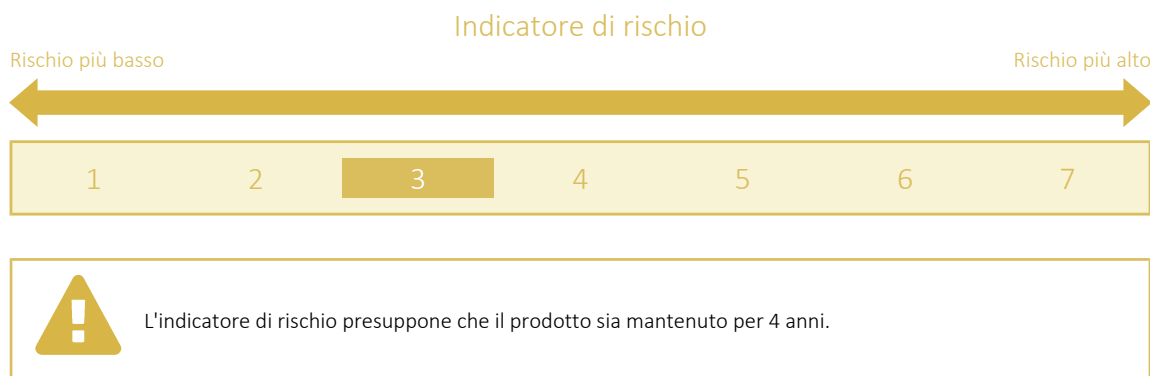 Indicatore di rischio
Rischio più basso Rischio più alto
1 2 3 4 5 6 7
L'indicatore di rischio presuppone che il prodotto sia mantenuto per 4 anni.